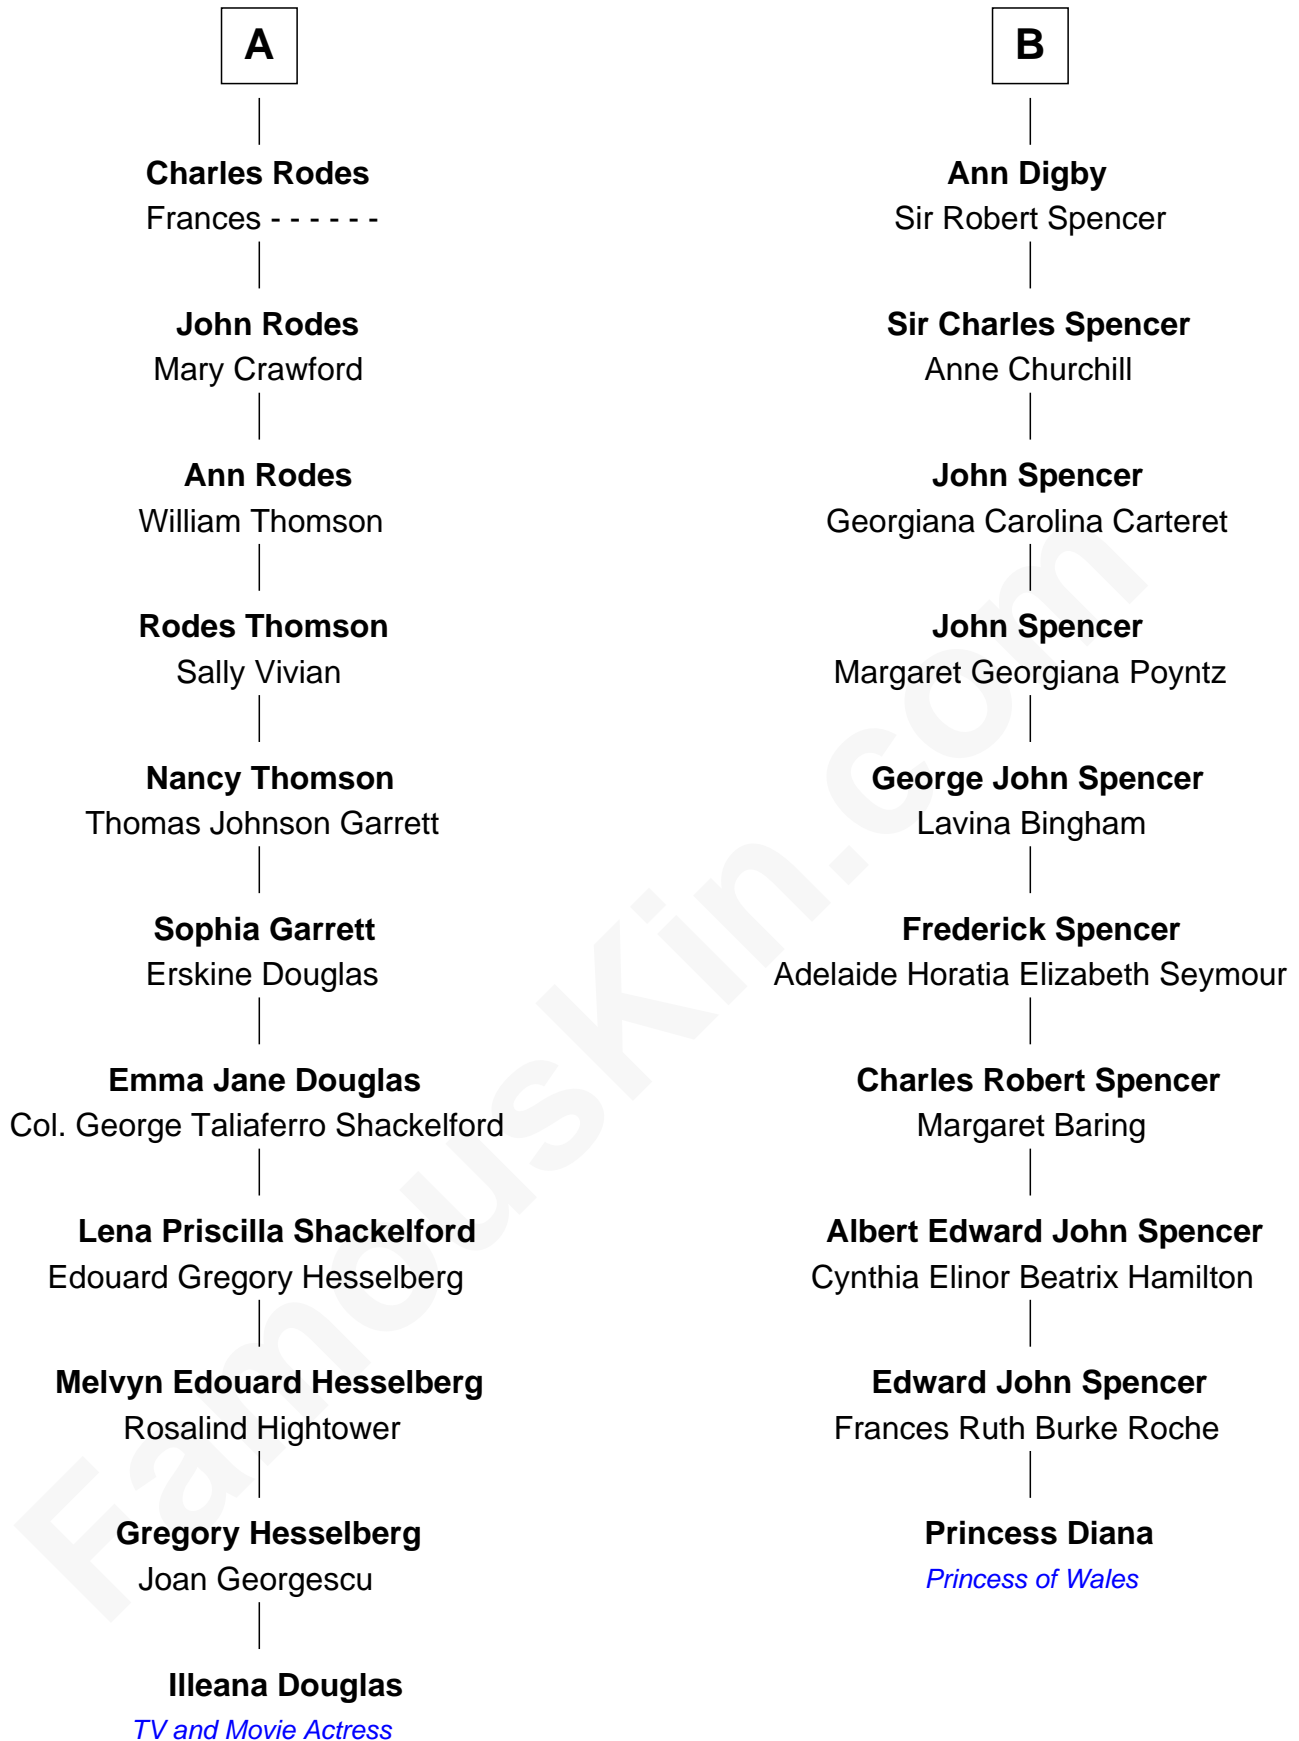 A
Charles Rodes
Frances - - - - - -
John Rodes
Mary Crawford
Ann Rodes
William Thomson
Rodes Thomson
Sally Vivian
Nancy Thomson
Thomas Johnson Garrett
Sophia Garrett
Erskine Douglas
Emma Jane Douglas
Col. George Taliaferro Shackelford
Lena Priscilla Shackelford
Edouard Gregory Hesselberg
Melvyn Edouard Hesselberg
Rosalind Hightower
Gregory Hesselberg
Joan Georgescu
Illeana Douglas
TV and Movie Actress
B
Ann Digby
Sir Robert Spencer
Sir Charles Spencer
Anne Churchill
John Spencer
Georgiana Carolina Carteret
John Spencer
Margaret Georgiana Poyntz
George John Spencer
Lavina Bingham
Frederick Spencer
Adelaide Horatia Elizabeth Seymour
Charles Robert Spencer
Margaret Baring
Albert Edward John Spencer
Cynthia Elinor Beatrix Hamilton
Edward John Spencer
Frances Ruth Burke Roche
Princess Diana
Princess of Wales
FamousKin.com